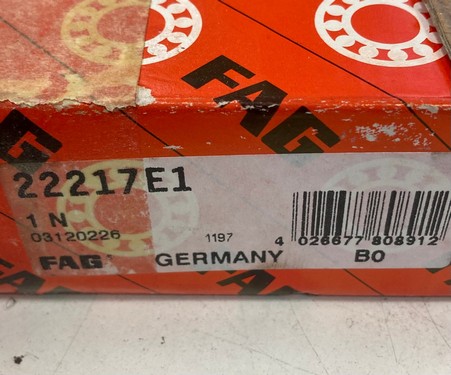 FAG
FAG
FAG
22217E1
1 N
03120226
1197
4 026677 808912
FAG
GERMANY
B0